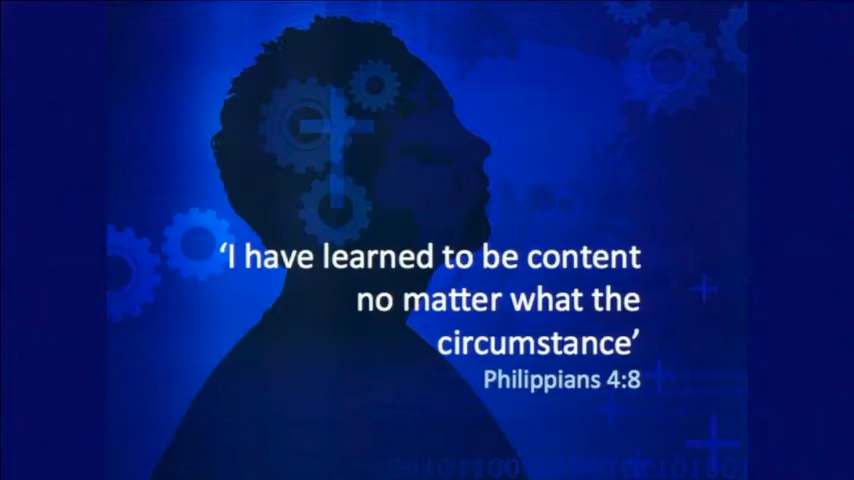 ‘I have learned to be content
no matter what the
circumstance’
Philippians 4:8